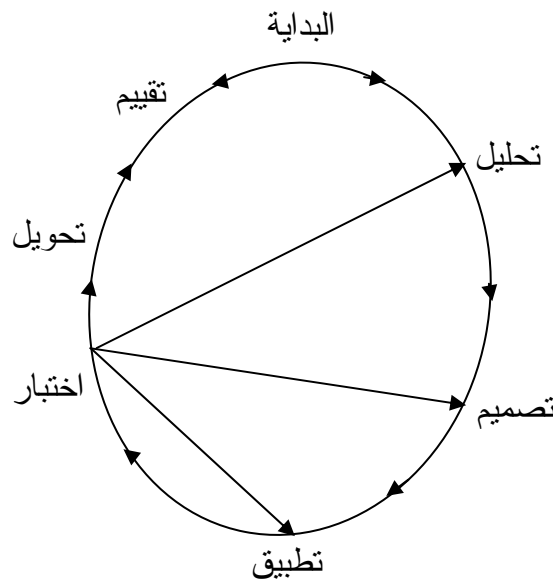 البداية
تقييم
تحليل
تحويل
اختبار
تصميم
تطبيق